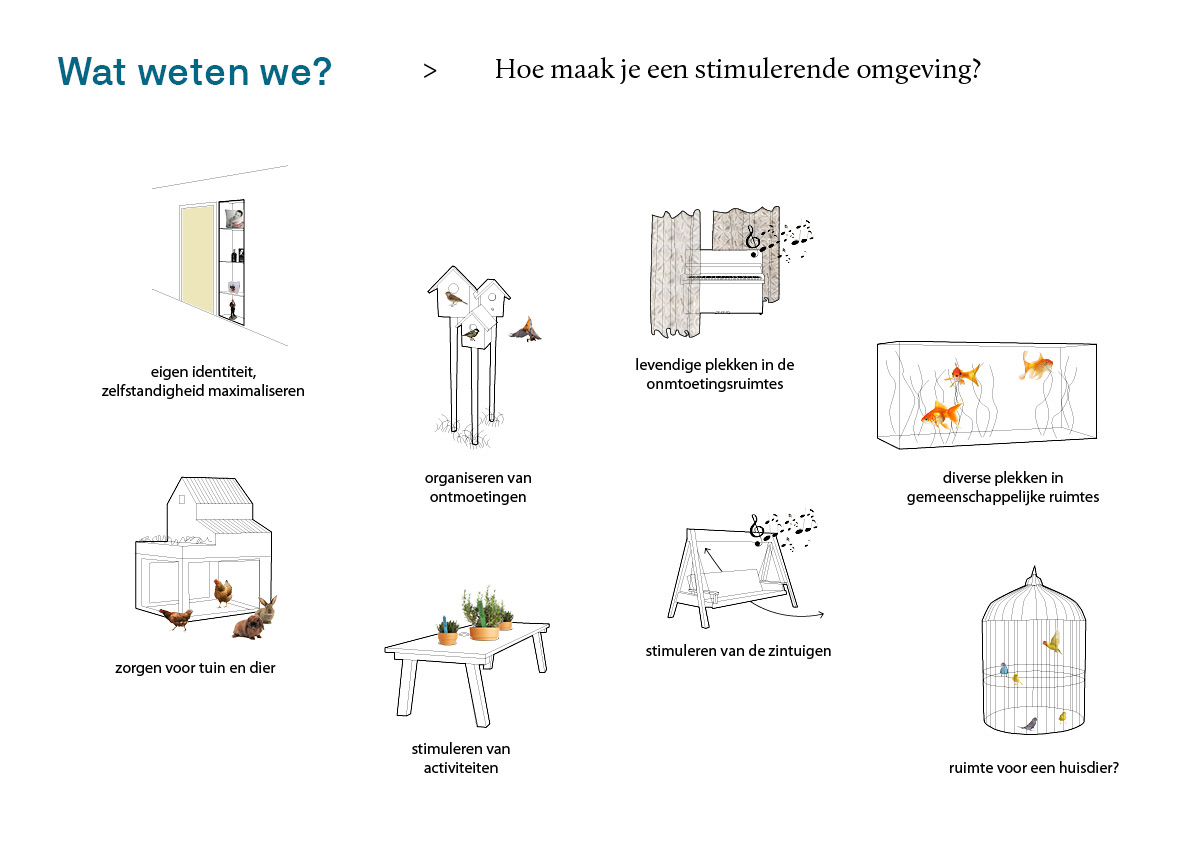 Wat weten we?
>
Hoe maak je een stimulerende omgeving?
eigen identiteit,
zelfstandigheid maximaliseren
organiseren van
ontmoetingen
levendige plekken in de
onmtoetingsruimtes
diverse plekken in
gemeenschappelijke ruimtes
zorgen voor tuin en dier
stimuleren van
activiteiten
stimuleren van de zintuigen
ruimte voor een huisdier?